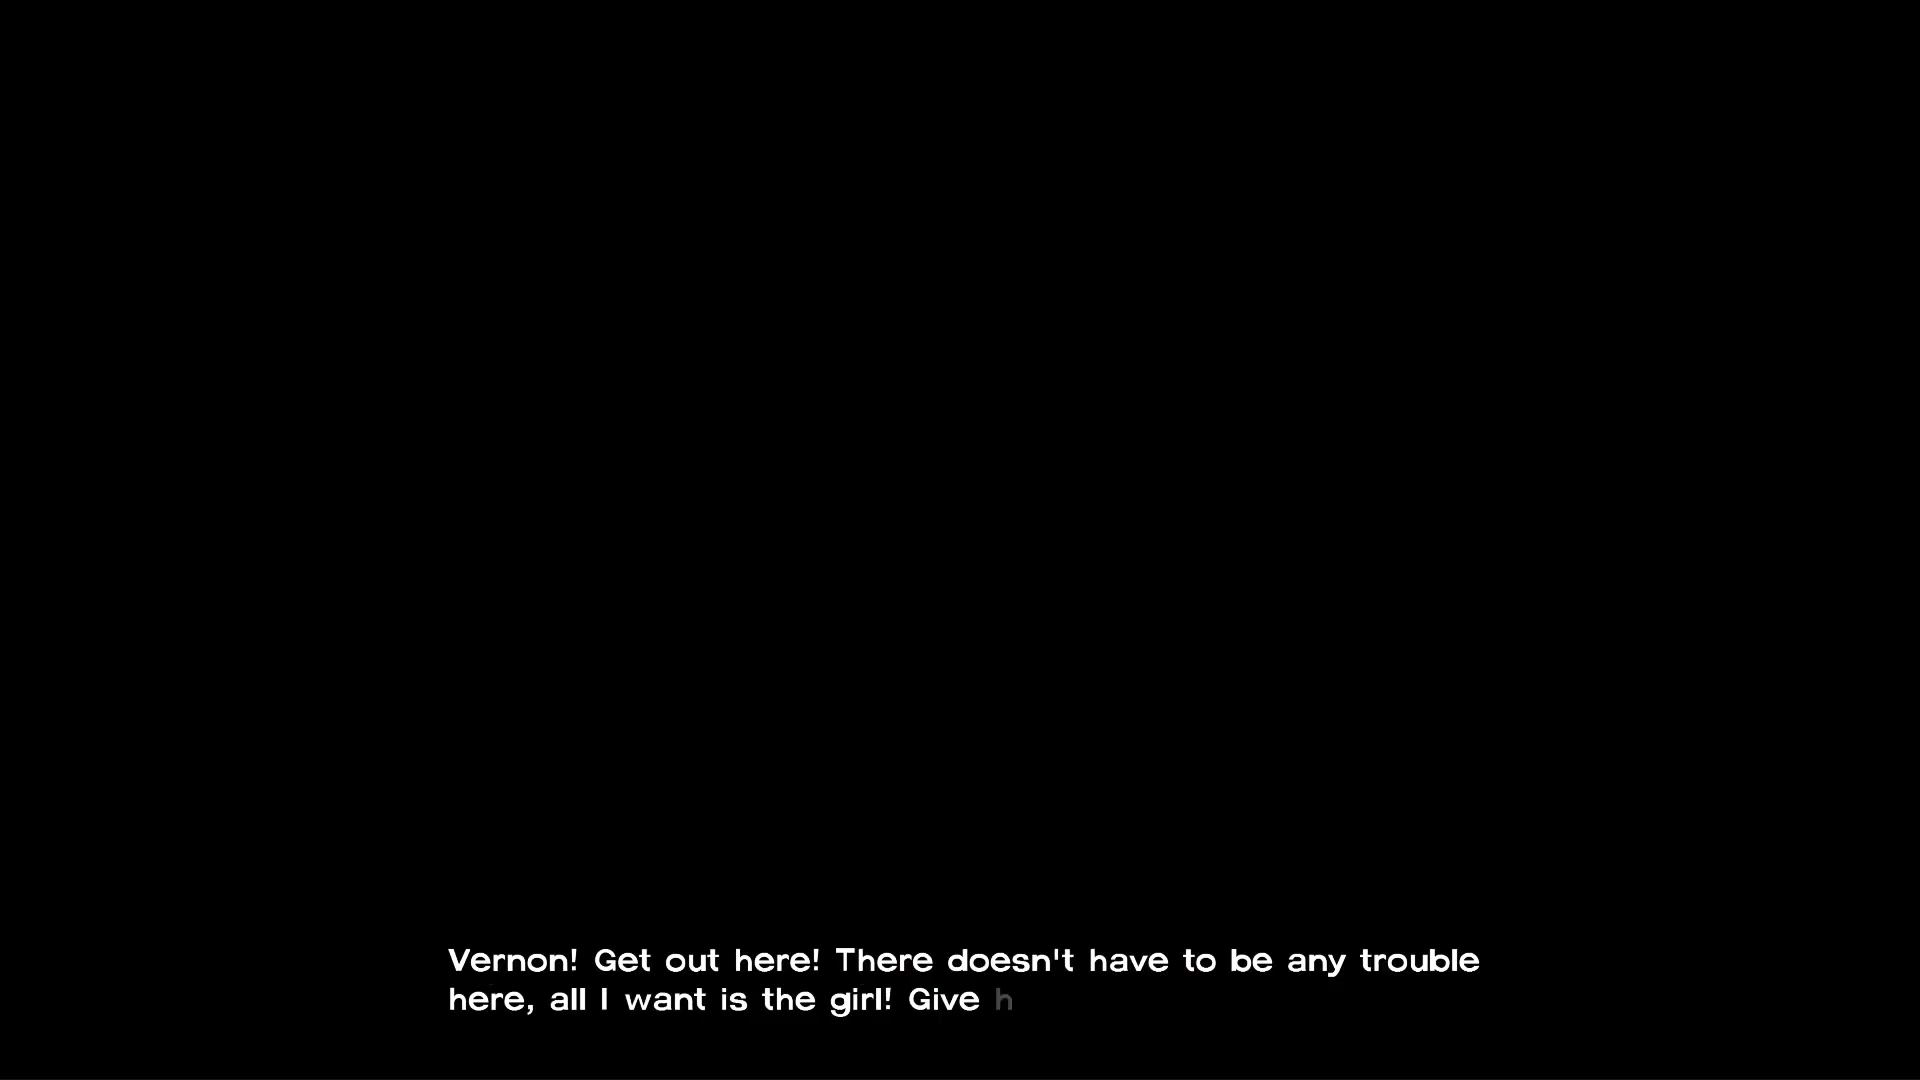 Vernon! Get out here! There doesn't have to be any trouble
here, all I want is the girl! Give h